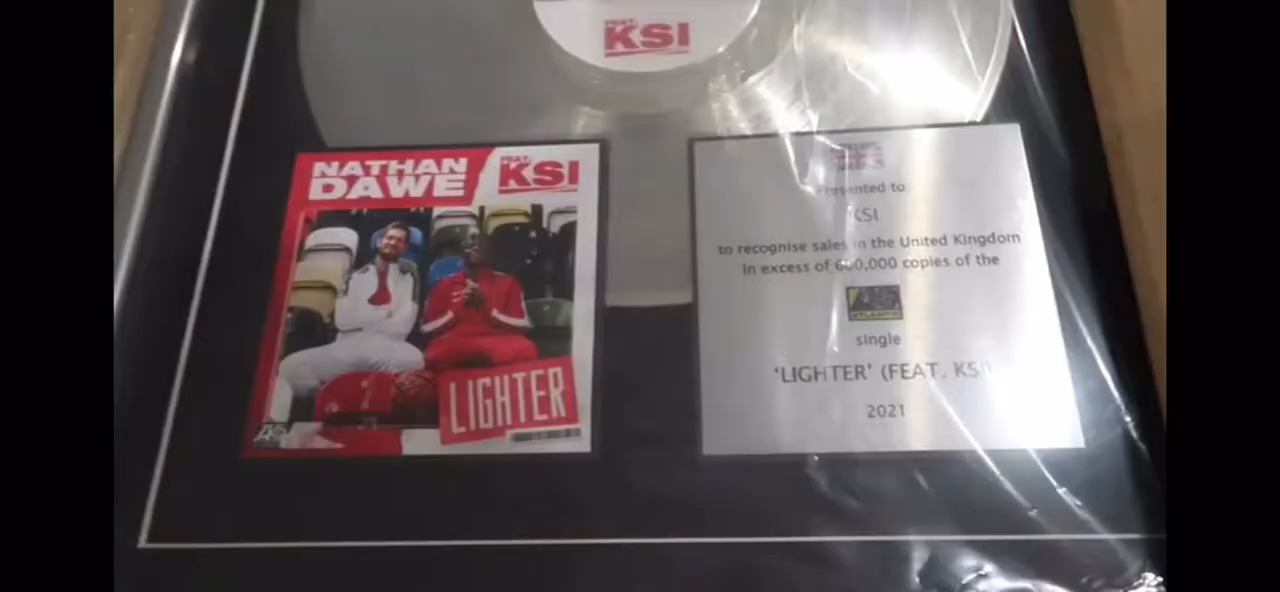 FEAT.
KSI
NATHAN
DAWE
FEAT.
KSI
LIGHTER
Presented to
KSI
to recognise sales in the United Kingdom
in excess of 600,000 copies of the
ATLANTIC
single
'LIGHTER' (FEAT. KSI)
2021